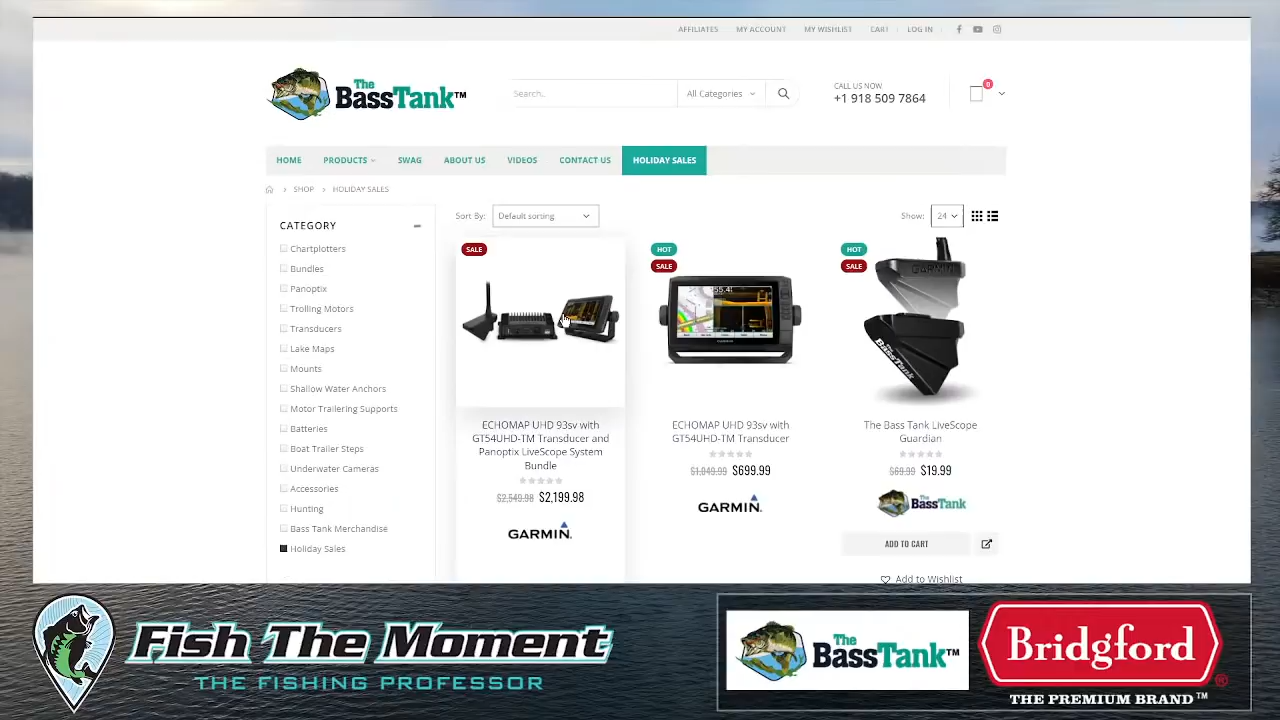 AFFILIATES MY ACCOUNT MY WISHLIST CART LOG IN
The
BassTank™
Search...
All Categories
CALL US NOW
+1 918 509 7864
0
HOME PRODUCTS SWAG ABOUT US VIDEOS CONTACT US HOLIDAY SALES
SHOP > HOLIDAY SALES
CATEGORY
Chartplotters
Bundles
Panoptix
Trolling Motors
Transducers
Lake Maps
Mounts
Shallow Water Anchors
Motor Trailering Supports
Batteries
Boat Trailer Steps
Underwater Cameras
Accessories
Hunting
Bass Tank Merchandise
Holiday Sales
Sort By: Default sorting
Show: 24
SALE
ECHOMAP UHD 93sv with
GT54UHD-TM Transducer and
Panoptix LiveScope System
Bundle
$2,549.98 $2,199.98
GARMIN.
HOT
SALE
55.4
ECHOMAP UHD 93sv with
GT54UHD-TM Transducer
$1,049.99 $699.99
GARMIN.
HOT
SALE
GARMIN
BassTank
The Bass Tank LiveScope
Guardian
$69.99 $19.99
The
BassTank
ADD TO CART
Add to Wishlist
Fish The Moment
THE FISHING PROFESSOR
The
BassTank™
Bridgford
®
THE PREMIUM BRAND™